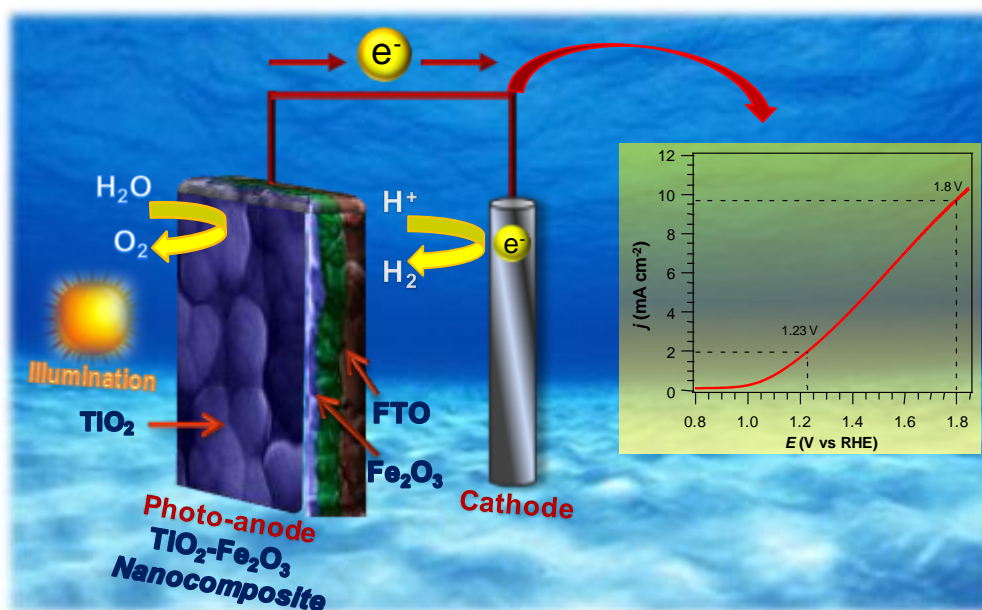 e⁻
H₂O
O₂
H⁺
H₂
e⁻
Illumination
TiO₂
FTO
Fe₂O₃
Photo-anode
TiO₂-Fe₂O₃
Nanocomposite
Cathode
12
10
8
6
4
2
0
j (mA cm⁻²)
1.8 V
1.23 V
0.8 1.0 1.2 1.4 1.6 1.8
E (V vs RHE)